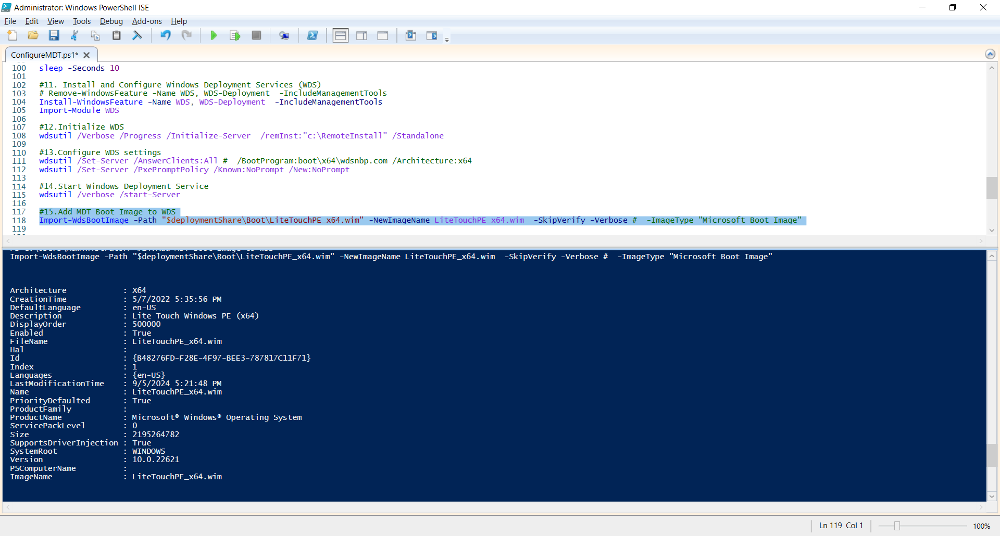 Administrator: Windows PowerShell ISE
File Edit View Tools Debug Add-ons Help
ConfigureMDT.ps1*
100 sleep -Seconds 10
101
102 #11. Install and Configure Windows Deployment Services (WDS)
103 # Remove-WindowsFeature -Name WDS, WDS-Deployment  -IncludeManagementTools
104 Install-WindowsFeature -Name WDS, WDS-Deployment  -IncludeManagementTools
105 Import-Module WDS
106
107 #12.Initialize WDS
108 wdsutil /Verbose /Progress /Initialize-Server  /remInst:"c:\RemoteInstall" /Standalone
109
110 #13.Configure WDS settings
111 wdsutil /Set-Server /AnswerClients:All #  /BootProgram:boot\x64\wdsnbp.com /Architecture:x64
112 wdsutil /Set-Server /PxePromptPolicy /Known:NoPrompt /New:NoPrompt
113
114 #14.Start Windows Deployment Service
115 wdsutil /verbose /start-Server
116
117 #15.Add MDT Boot Image to WDS
118 Import-WdsBootImage -Path "$deploymentShare\Boot\LiteTouchPE_x64.wim" -NewImageName LiteTouchPE_x64.wim  -SkipVerify -Verbose #  -ImageType "Microsoft Boot Image"
119
Import-WdsBootImage -Path "$deploymentShare\Boot\LiteTouchPE_x64.wim" -NewImageName LiteTouchPE_x64.wim  -SkipVerify -Verbose #  -ImageType "Microsoft Boot Image"
Architecture : X64
CreationTime : 5/7/2022 5:35:56 PM
DefaultLanguage : en-US
Description : Lite Touch Windows PE (x64)
DisplayOrder : 500000
Enabled : True
FileName : LiteTouchPE_x64.wim
Hal :
Id : {B48276FD-F28E-4F97-BEE3-787817C11F71}
Index : 1
Languages : {en-US}
LastModificationTime : 9/5/2024 5:21:48 PM
Name : LiteTouchPE_x64.wim
PriorityDefaulted : True
ProductFamily :
ProductName : Microsoft® Windows® Operating System
ServicePackLevel : 0
Size : 2195264782
SupportsDriverInjection : True
SystemRoot : WINDOWS
Version : 10.0.22621
PSComputerName :
ImageName : LiteTouchPE_x64.wim
Ln 119 Col 1 100%